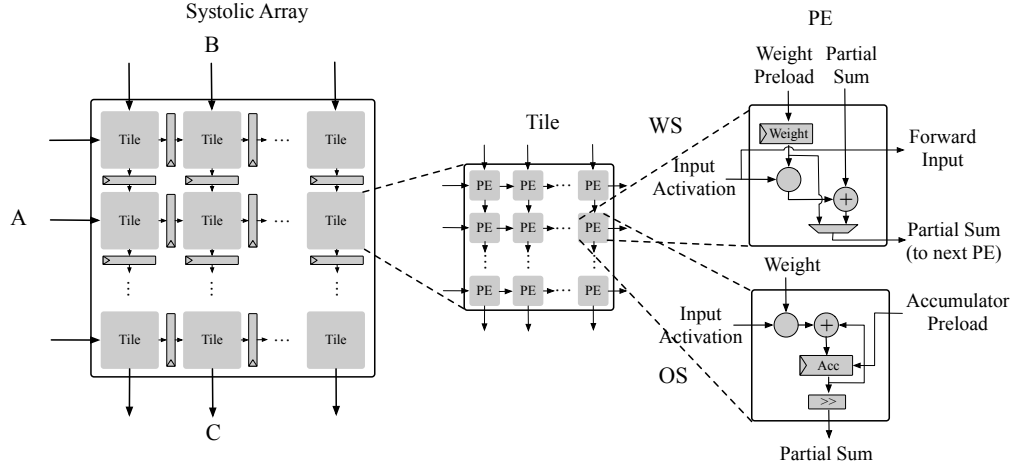 Systolic Array
B
A
Tile Tile ··· Tile
Tile Tile ··· Tile
⋮ ⋮ ⋮
Tile Tile ··· Tile
C
Tile
PE PE ··· PE
PE PE ··· PE
⋮ ⋮ ⋮
PE PE ··· PE
WS
OS
PE
Weight
Preload
Partial
Sum
Weight
Input
Activation
+
Forward
Input
Partial Sum
(to next PE)
Weight
Input
Activation
+
Accumulator
Preload
Acc
>>
Partial Sum